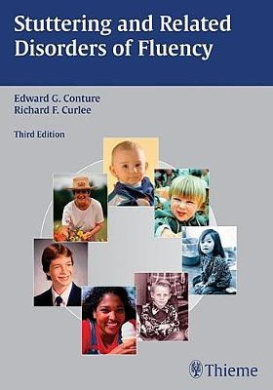 Stuttering and Related
Disorders of Fluency
Edward G. Conture
Richard F. Curlee
Third Edition
Thieme